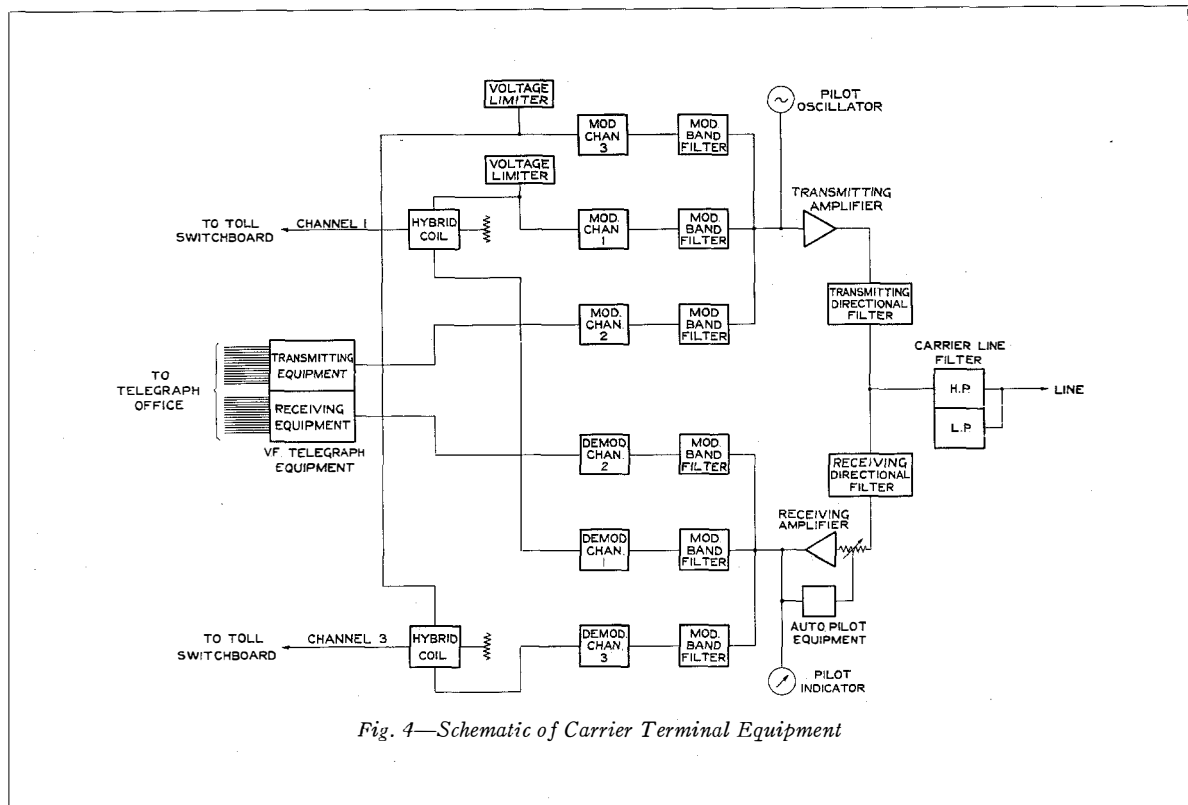 VOLTAGE
LIMITER
PILOT
OSCILLATOR
MOD
CHAN
3
MOD.
BAND
FILTER
VOLTAGE
LIMITER
TRANSMITTING
AMPLIFIER
TO TOLL
SWITCHBOARD
CHANNEL 1
HYBRID
COIL
MOD.
CHAN.
1
MOD.
BAND
FILTER
TRANSMITTING
DIRECTIONAL
FILTER
MOD.
CHAN.
2
MOD
BAND
FILTER
CARRIER LINE
FILTER
H.P.
L.P
LINE
TO
TELEGRAPH
OFFICE
TRANSMITTING
EQUIPMENT
RECEIVING
EQUIPMENT
V.F. TELEGRAPH
EQUIPMENT
DEMOD
CHAN.
2
MOD.
BAND
FILTER
RECEIVING
DIRECTIONAL
FILTER
RECEIVING
AMPLIFIER
DEMOD
CHAN.
1
MOD.
BAND
FILTER
AUTO PILOT
EQUIPMENT
TO TOLL
SWITCHBOARD
CHANNEL 3
HYBRID
COIL
DEMOD.
CHAN.
3
MOD.
BAND
FILTER
PILOT
INDICATOR
Fig. 4—Schematic of Carrier Terminal Equipment